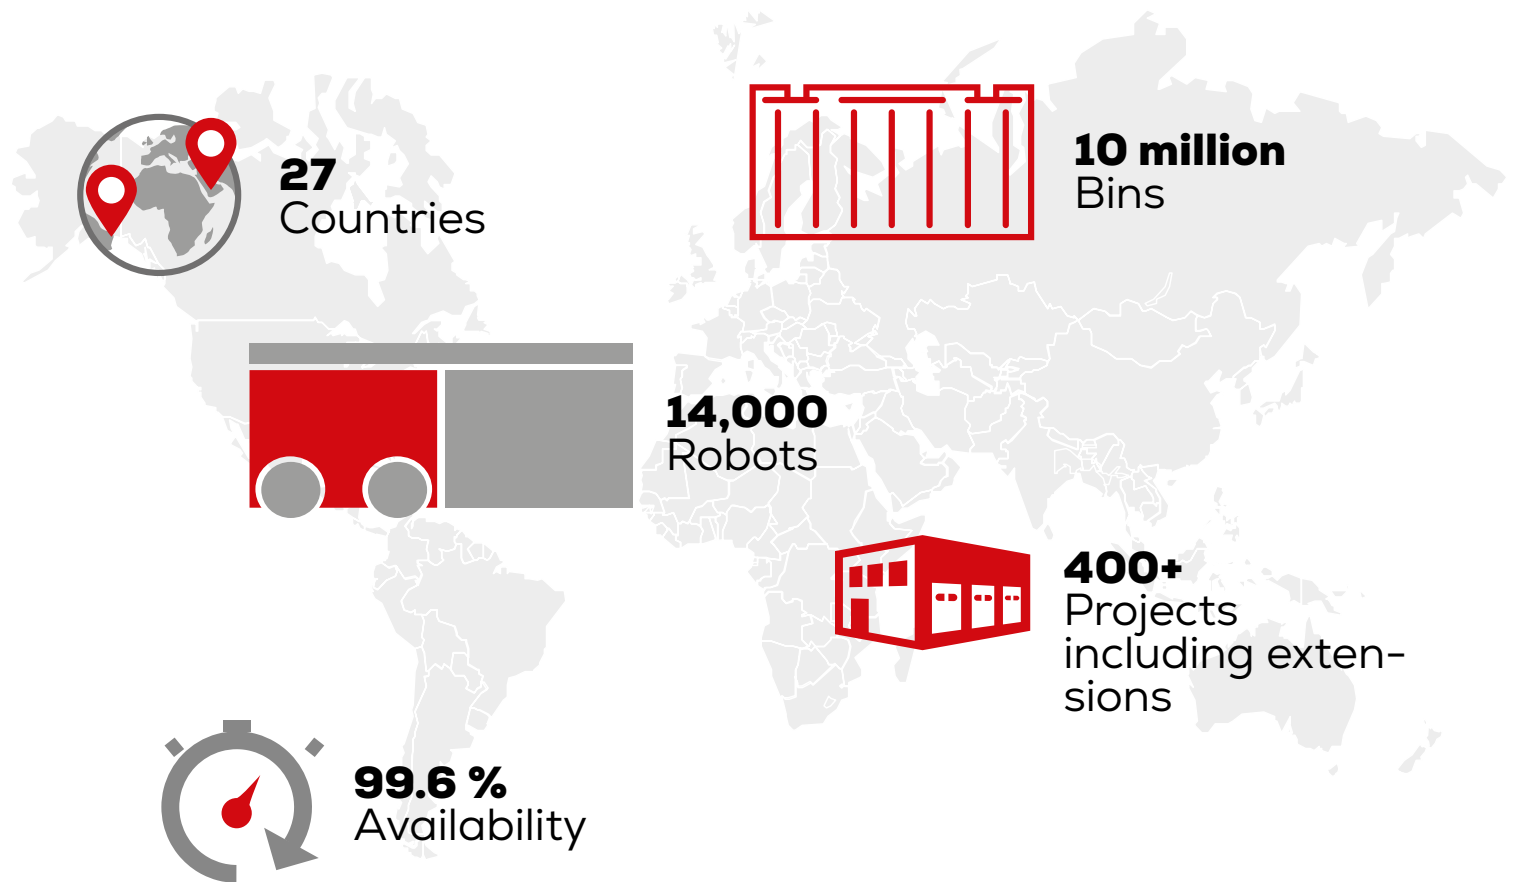 27
Countries
10 million
Bins
14,000
Robots
400+
Projects
including exten-
sions
99.6 %
Availability